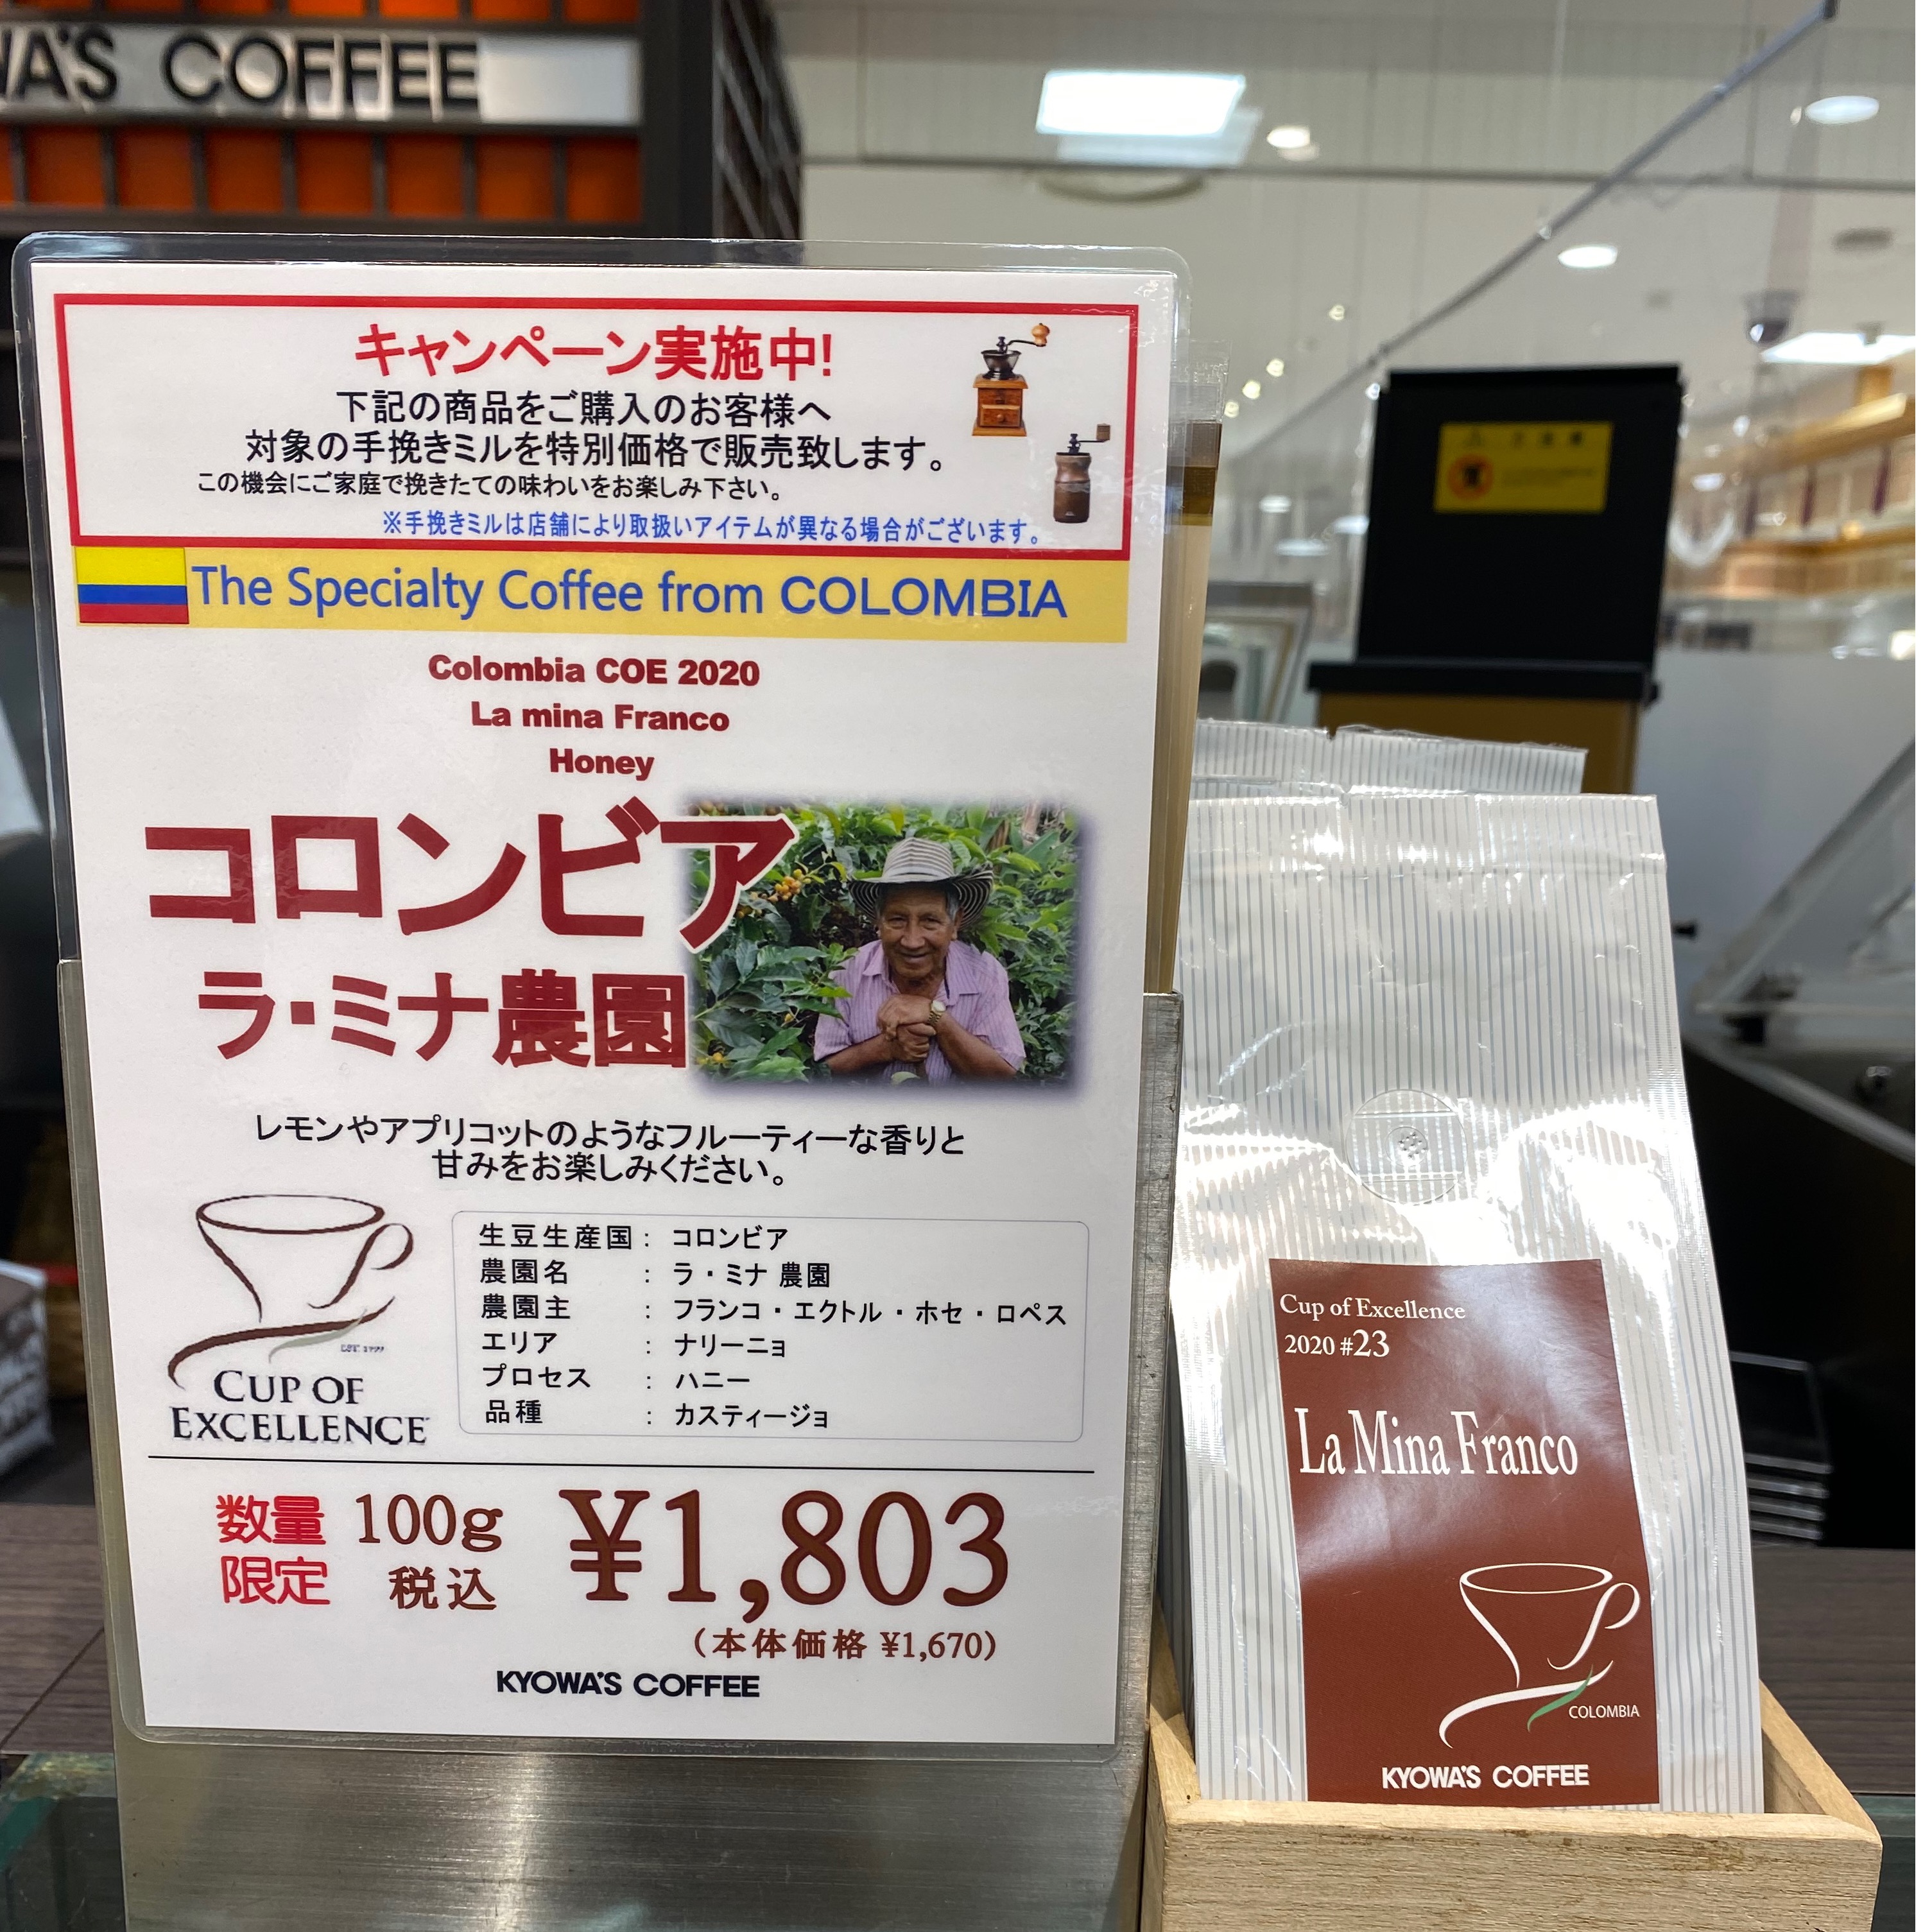 WA'S COFFEE
キャンペーン実施中!
下記の商品をご購入のお客様へ
対象の手挽きミルを特別価格で販売致します。
この機会にご家庭で挽きたての味わいをお楽しみ下さい。
※手挽きミルは店舗により取扱いアイテムが異なる場合がございます。
The Specialty Coffee from COLOMBIA
Colombia COE 2020
La mina Franco
Honey
コロンビア
ラ・ミナ農園
レモンやアプリコットのようなフルーティーな香りと
甘みをお楽しみください。
生豆生産国 : コロンビア
農園名 : ラ・ミナ 農園
農園主 : フランコ・エクトル・ホセ・ロペス
エリア : ナリーニョ
プロセス : ハニー
品種 : カスティージョ
EST. 1999
CUP OF
EXCELLENCE
数量限定 100g 税込 ¥1,803
(本体価格 ¥1,670)
KYOWA'S COFFEE
Cup of Excellence
2020 #23
La Mina Franco
COLOMBIA
KYOWA'S COFFEE